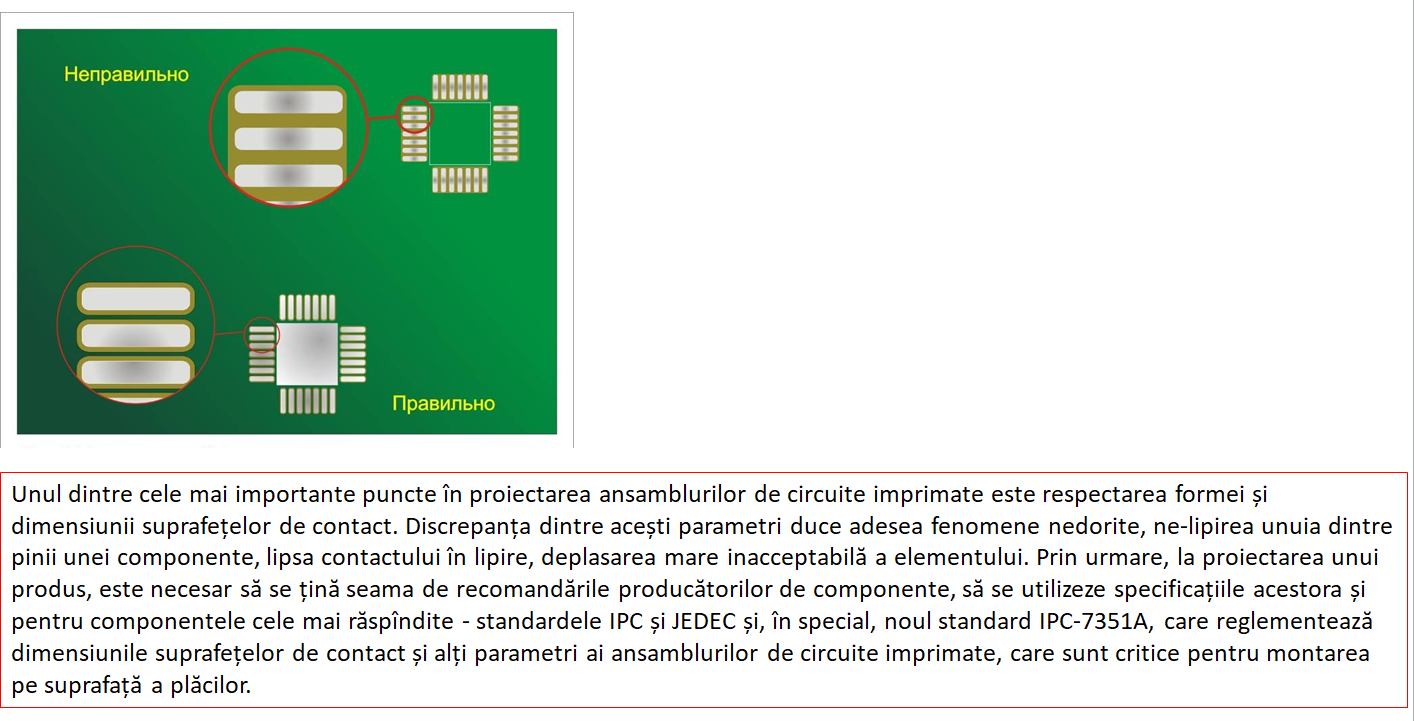 Неправильно
Правильно
Unul dintre cele mai importante puncte în proiectarea ansamblurilor de circuite imprimate este respectarea formei și
dimensiunii suprafețelor de contact. Discrepanța dintre acești parametri duce adesea fenomene nedorite, ne-lipirea unuia dintre
pinii unei componente, lipsa contactului în lipire, deplasarea mare inacceptabilă a elementului. Prin urmare, la proiectarea unui
produs, este necesar să se țină seama de recomandările producătorilor de componente, să se utilizeze specificațiile acestora și
pentru componentele cele mai răspîndite - standardele IPC și JEDEC și, în special, noul standard IPC-7351A, care reglementează
dimensiunile suprafețelor de contact și alți parametri ai ansamblurilor de circuite imprimate, care sunt critice pentru montarea
pe suprafață a plăcilor.